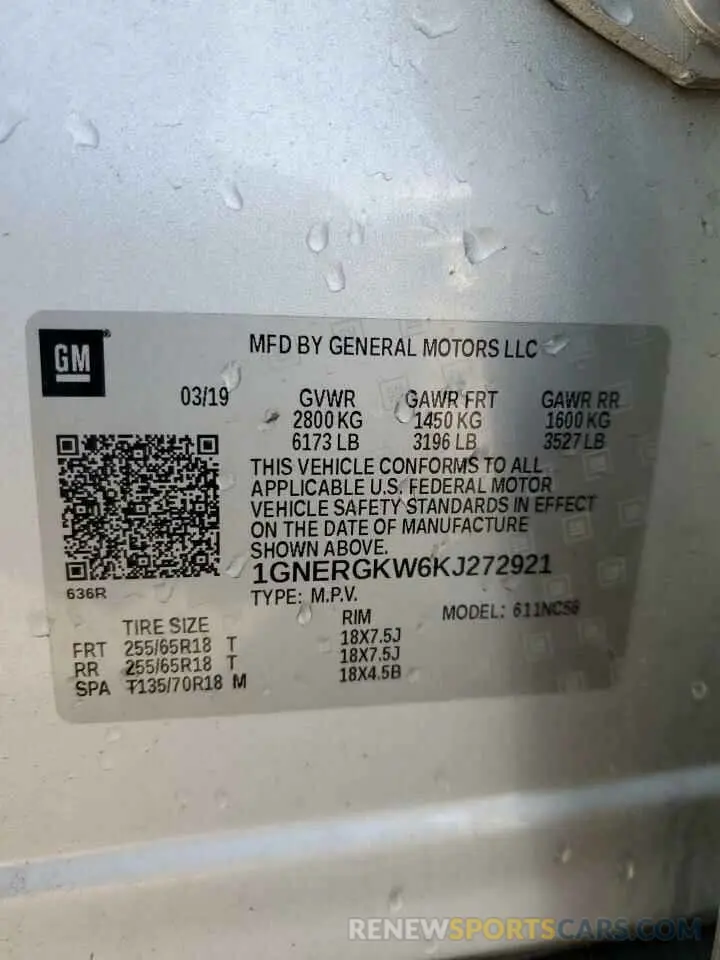 GM
MFD BY GENERAL MOTORS LLC
03/19 GVWR GAWR FRT GAWR RR
2800 KG 1450 KG 1600 KG
6173 LB 3196 LB 3527 LB
THIS VEHICLE CONFORMS TO ALL
APPLICABLE U.S. FEDERAL MOTOR
VEHICLE SAFETY STANDARDS IN EFFECT
ON THE DATE OF MANUFACTURE
SHOWN ABOVE.
1GNERGKW6KJ272921
636R
TYPE: M.P.V. MODEL: 611NCS6
TIRE SIZE RIM
FRT 255/65R18 T 18X7.5J
RR 255/65R18 T 18X7.5J
SPA T135/70R18 M 18X4.5B
RENEWSPORTSCARS.COM